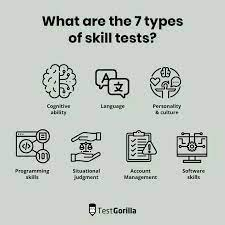 What are the 7 types
of skill tests?
Cognitive
ability
Language
Personality
& culture
Programming
skills
Situational
judgment
Account
Management
Software
skills
TestGorilla